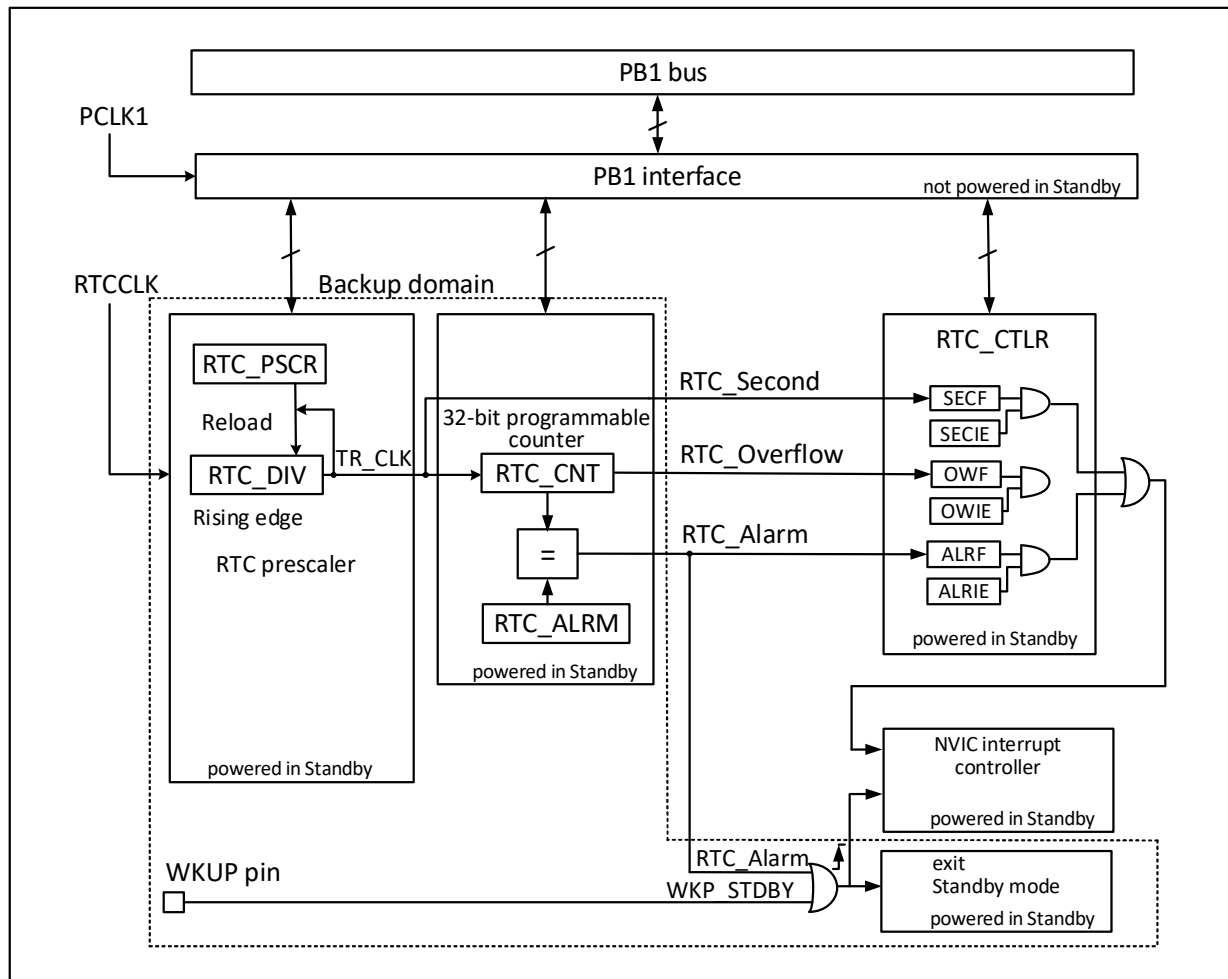 PB1 bus
PCLK1
PB1 interface
not powered in Standby
RTCCLK
Backup domain
RTC_PSCR
Reload
RTC_DIV
TR_CLK
Rising edge
RTC prescaler
powered in Standby
32-bit programmable
counter
RTC_CNT
=
RTC_ALRM
powered in Standby
RTC_Second
RTC_Overflow
RTC_Alarm
RTC_CTLR
SECF
SECIE
OWF
OWIE
ALRF
ALRIE
powered in Standby
NVIC interrupt
controller
powered in Standby
WKUP pin
RTC_Alarm
WKP_STDBY
exit
Standby mode
powered in Standby